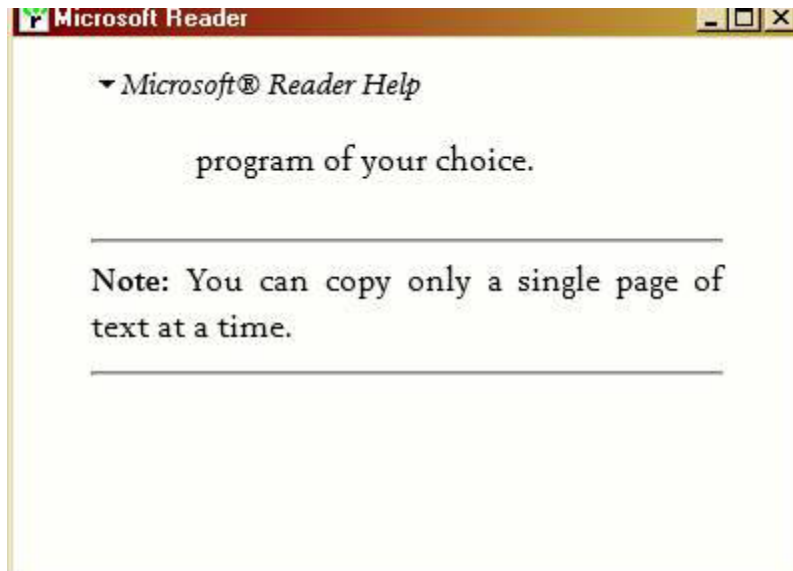 Microsoft Reader
Microsoft® Reader Help
program of your choice.
Note: You can copy only a single page of
text at a time.